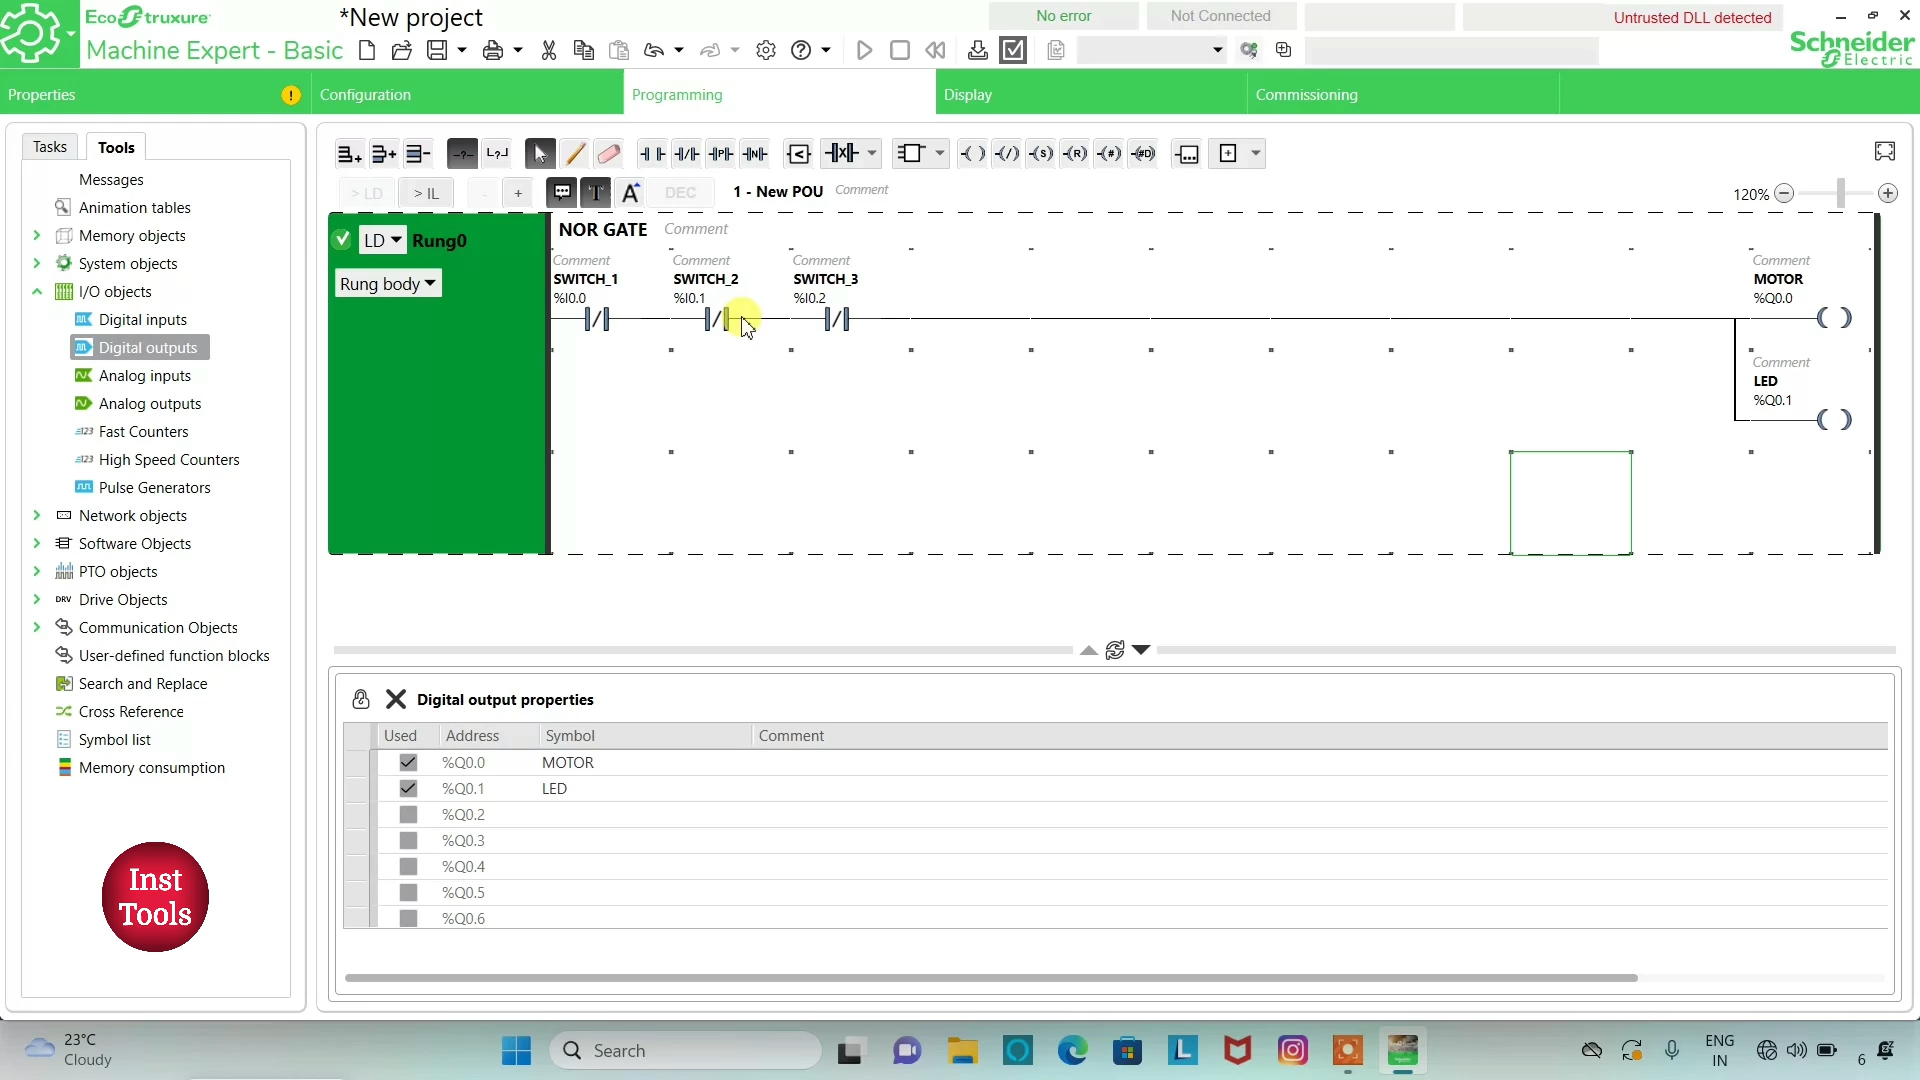 EcoStruxure
Machine Expert - Basic
*New project
No error
Not Connected
Untrusted DLL detected
Schneider
Electric
Properties
Configuration
Programming
Display
Commissioning
Tasks
Tools
Messages
Animation tables
Memory objects
System objects
I/O objects
Digital inputs
Digital outputs
Analog inputs
Analog outputs
Fast Counters
High Speed Counters
Pulse Generators
Network objects
Software Objects
PTO objects
DRV Drive Objects
Communication Objects
User-defined function blocks
Search and Replace
Cross Reference
Symbol list
Memory consumption
Inst
Tools
> LD
> IL
-
+
T
A
DEC
1 - New POU
Comment
120%
LD
Rung0
Rung body
NOR GATE
Comment
Comment
SWITCH_1
%I0.0
Comment
SWITCH_2
%I0.1
Comment
SWITCH_3
%I0.2
Comment
MOTOR
%Q0.0
Comment
LED
%Q0.1
Digital output properties
Used Address Symbol Comment
%Q0.0 MOTOR
%Q0.1 LED
%Q0.2
%Q0.3
%Q0.4
%Q0.5
%Q0.6
23°C
Cloudy
Search
ENG
IN
6